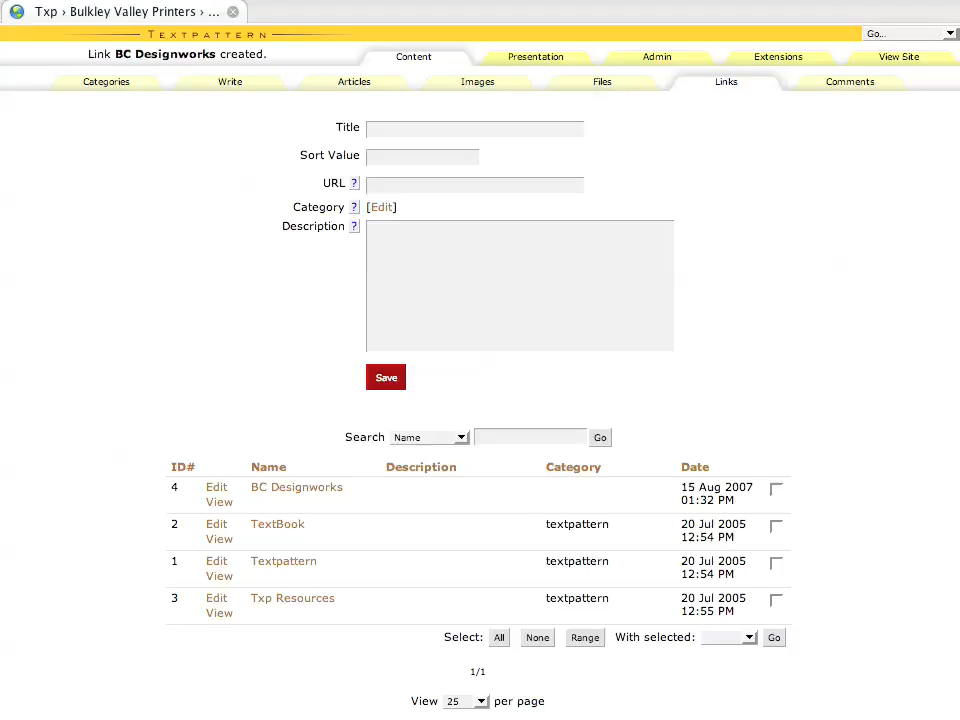 Txp › Bulkley Valley Printers › ...
TEXTPATTERN
Go...
Link BC Designworks created.
Content Presentation Admin Extensions View Site
Categories Write Articles Images Files Links Comments
Title
Sort Value
URL ?
Category ? [Edit]
Description ?
Save
Search Name Go
ID# Name Description Category Date
4 Edit BC Designworks 15 Aug 2007
View 01:32 PM
2 Edit TextBook textpattern 20 Jul 2005
View 12:54 PM
1 Edit Textpattern textpattern 20 Jul 2005
View 12:54 PM
3 Edit Txp Resources textpattern 20 Jul 2005
View 12:55 PM
Select: All None Range With selected: Go
1/1
View 25 per page